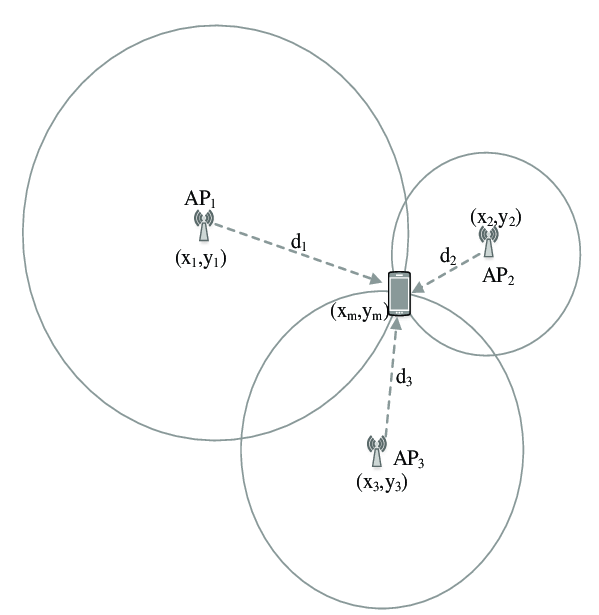 AP₁
(x₁,y₁)
d₁
(x₂,y₂)
d₂
AP₂
(xₘ,yₘ)
d₃
AP₃
(x₃,y₃)